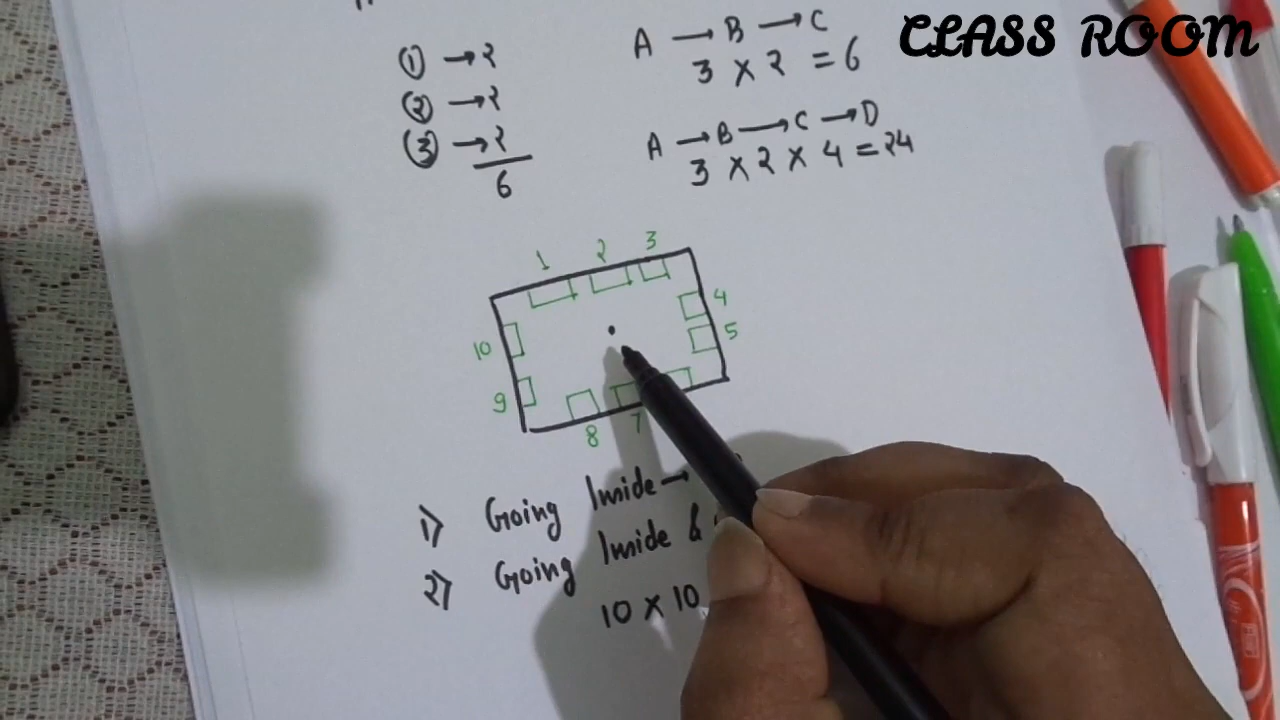 CLASS ROOM
① → 2
② → 2
③ → 2
6
A → B → C
3 × 2 = 6
A → B → C → D
3 × 2 × 4 = 24
1 2 3
4
5
10
9
8 7
1) Going Inside →
2) Going Inside &
10 × 10